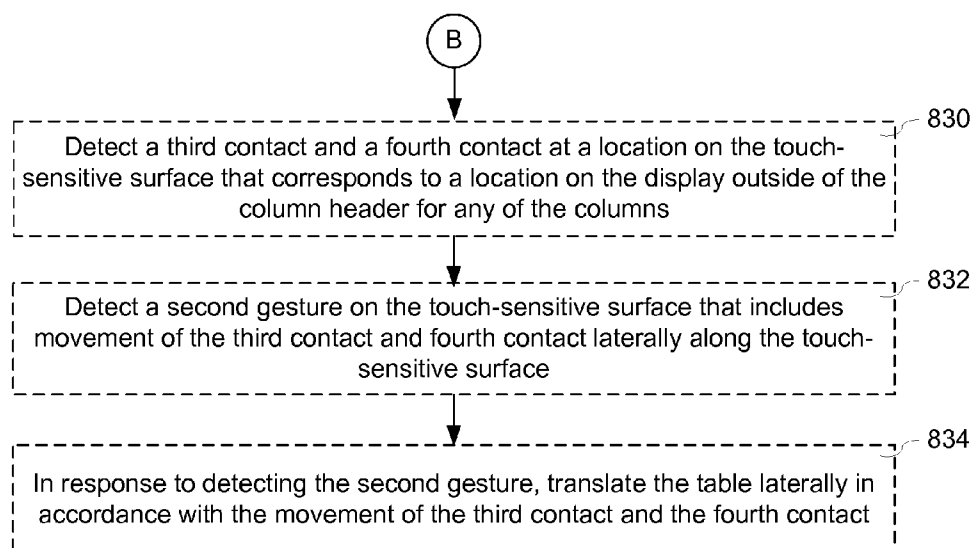 B
830
Detect a third contact and a fourth contact at a location on the touch-
sensitive surface that corresponds to a location on the display outside of the
column header for any of the columns
832
Detect a second gesture on the touch-sensitive surface that includes
movement of the third contact and fourth contact laterally along the touch-
sensitive surface
834
In response to detecting the second gesture, translate the table laterally in
accordance with the movement of the third contact and the fourth contact